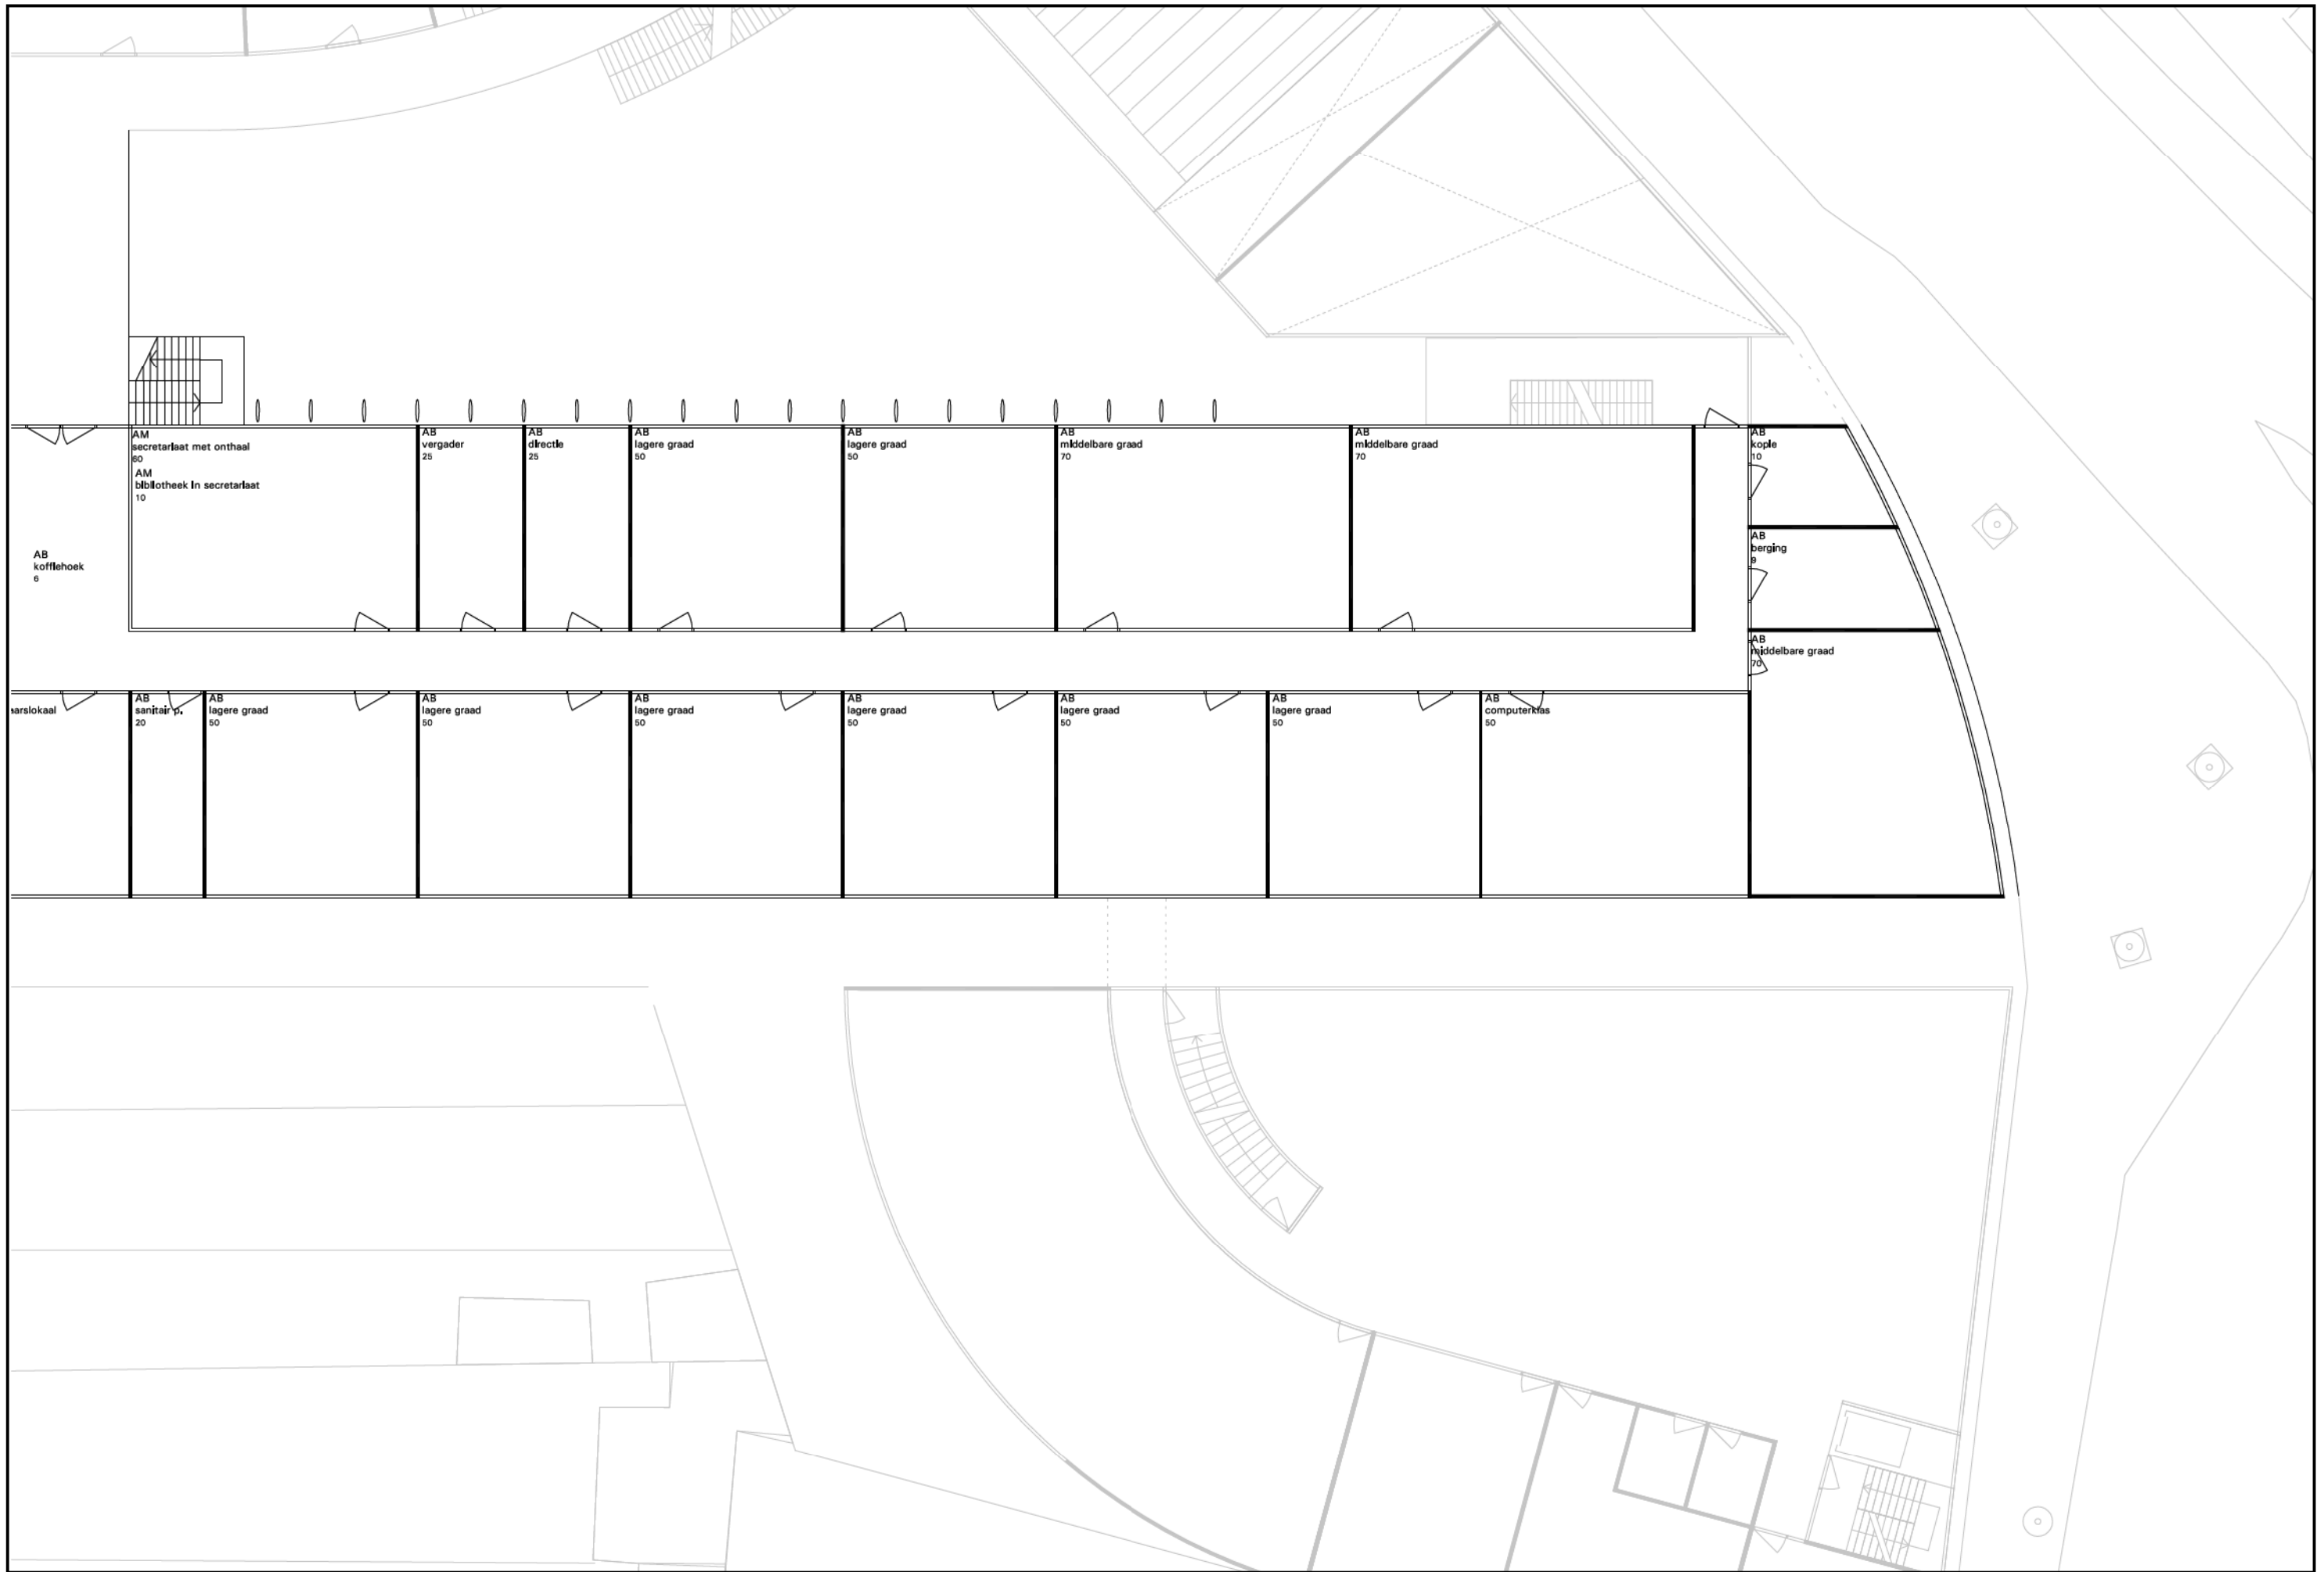 AM
secretariaat met onthaal
60
AM
bibliotheek in secretariaat
10
AB
vergader
25
AB
directie
25
AB
lagere graad
50
AB
lagere graad
50
AB
middelbare graad
70
AB
middelbare graad
70
AB
kopie
10
AB
berging
9
AB
koffiehoek
6
AB
middelbare graad
70
aarslokaal
AB
sanitair p.
20
AB
lagere graad
50
AB
lagere graad
50
AB
lagere graad
50
AB
lagere graad
50
AB
lagere graad
50
AB
lagere graad
50
AB
computerklas
50